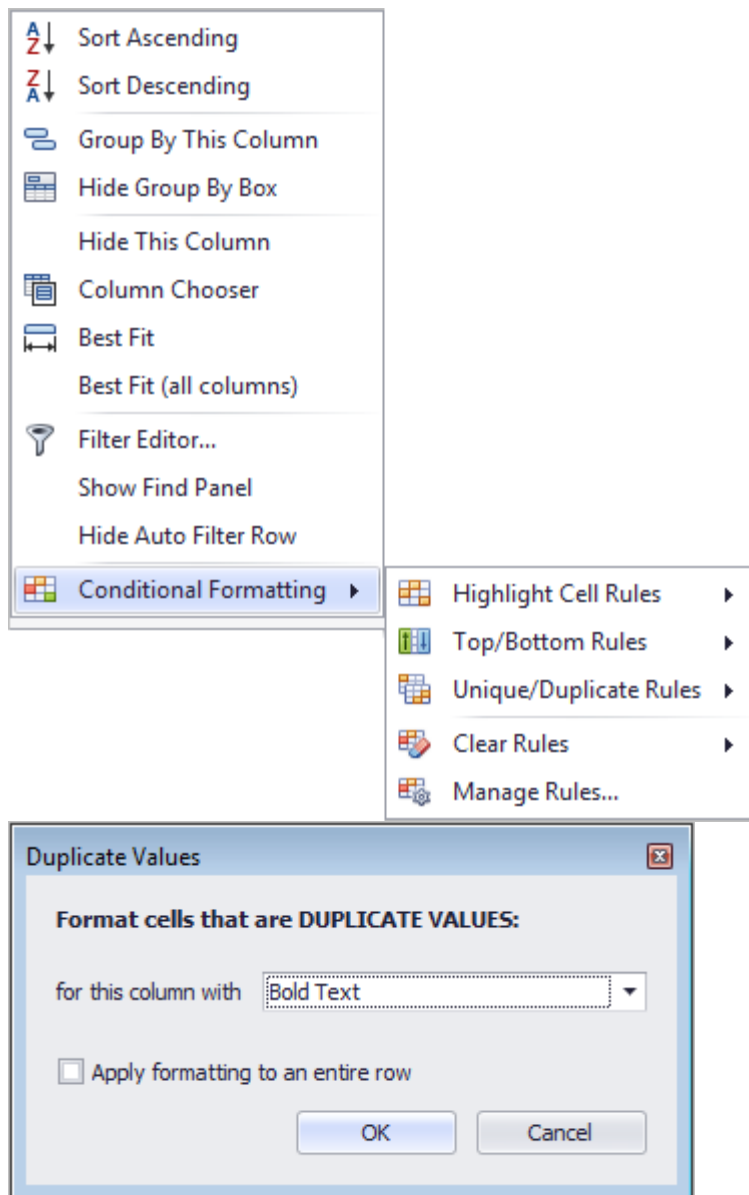 Sort Ascending
Sort Descending
Group By This Column
Hide Group By Box
Hide This Column
Column Chooser
Best Fit
Best Fit (all columns)
Filter Editor...
Show Find Panel
Hide Auto Filter Row
Conditional Formatting
Highlight Cell Rules
Top/Bottom Rules
Unique/Duplicate Rules
Clear Rules
Manage Rules...
Duplicate Values
Format cells that are DUPLICATE VALUES:
for this column with Bold Text
Apply formatting to an entire row
OK Cancel